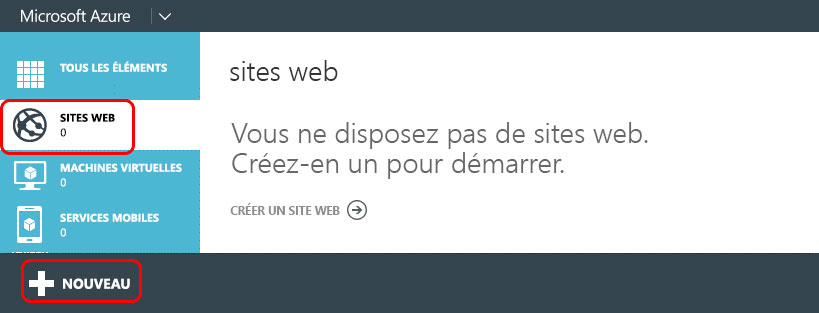 Microsoft Azure
TOUS LES ÉLÉMENTS
SITES WEB
0
MACHINES VIRTUELLES
0
SERVICES MOBILES
0
sites web
Vous ne disposez pas de sites web.
Créez-en un pour démarrer.
CRÉER UN SITE WEB
NOUVEAU